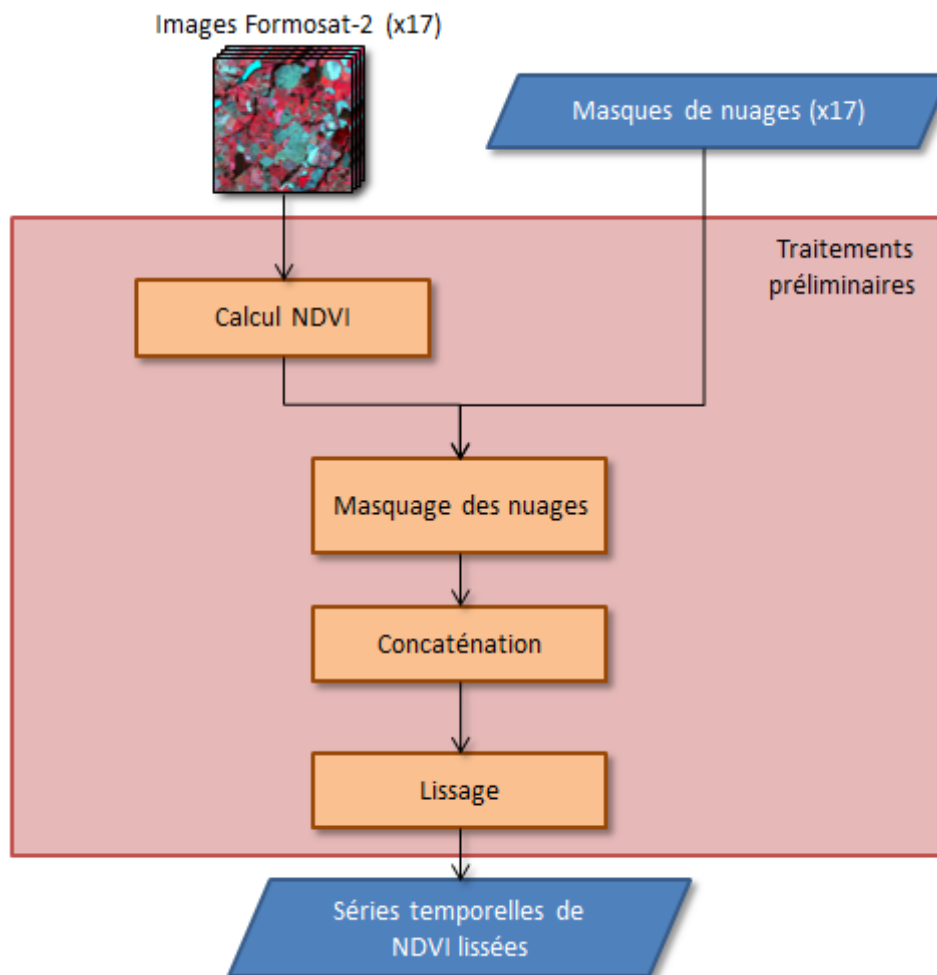 Images Formosat-2 (x17)
Masques de nuages (x17)
Traitements
préliminaires
Calcul NDVI
Masquage des nuages
Concaténation
Lissage
Séries temporelles de
NDVI lissées